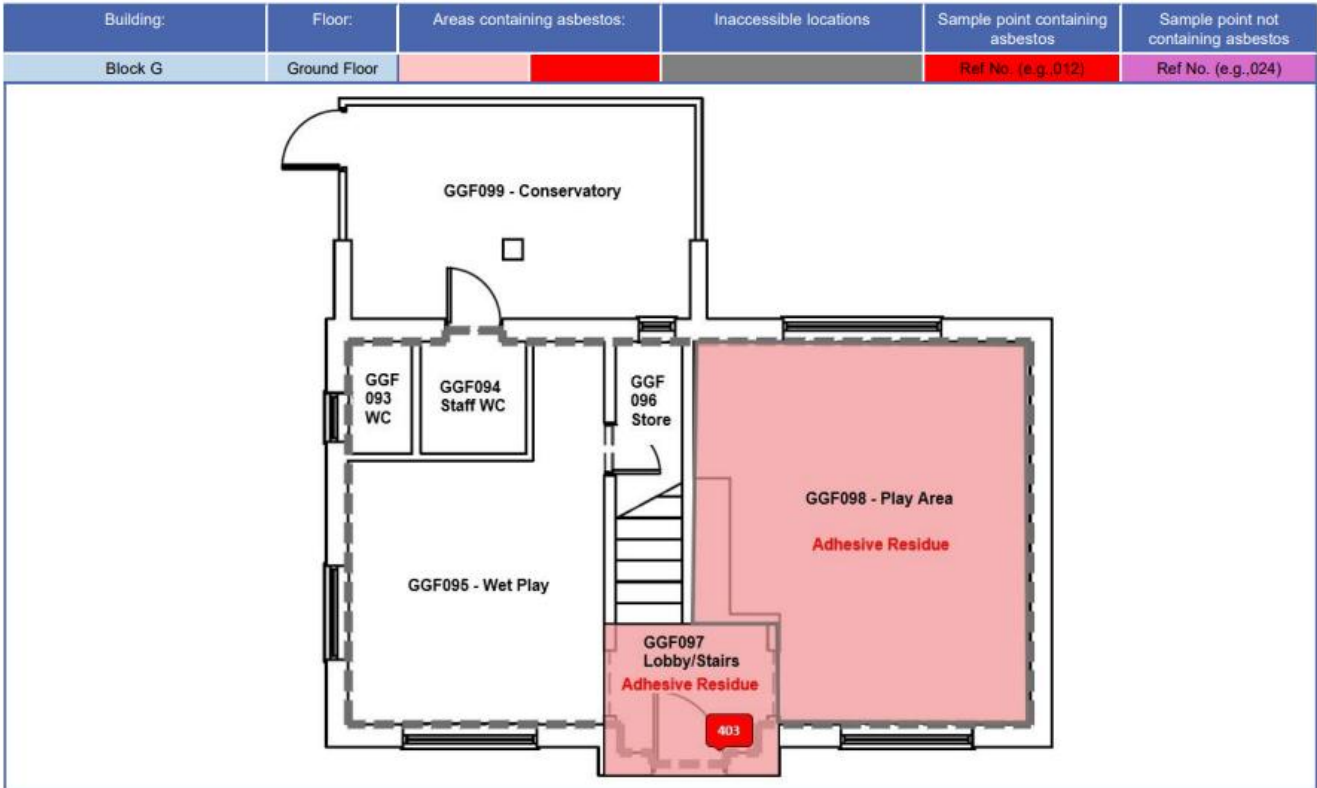 Building:
Floor:
Areas containing asbestos:
Inaccessible locations
Sample point containing
asbestos
Sample point not
containing asbestos
Block G
Ground Floor
Ref No. (e.g.,012)
Ref No. (e.g.,024)
GGF099 - Conservatory
GGF
093
WC
GGF094
Staff WC
GGF
096
Store
GGF098 - Play Area
Adhesive Residue
GGF095 - Wet Play
GGF097
Lobby/Stairs
Adhesive Residue
403